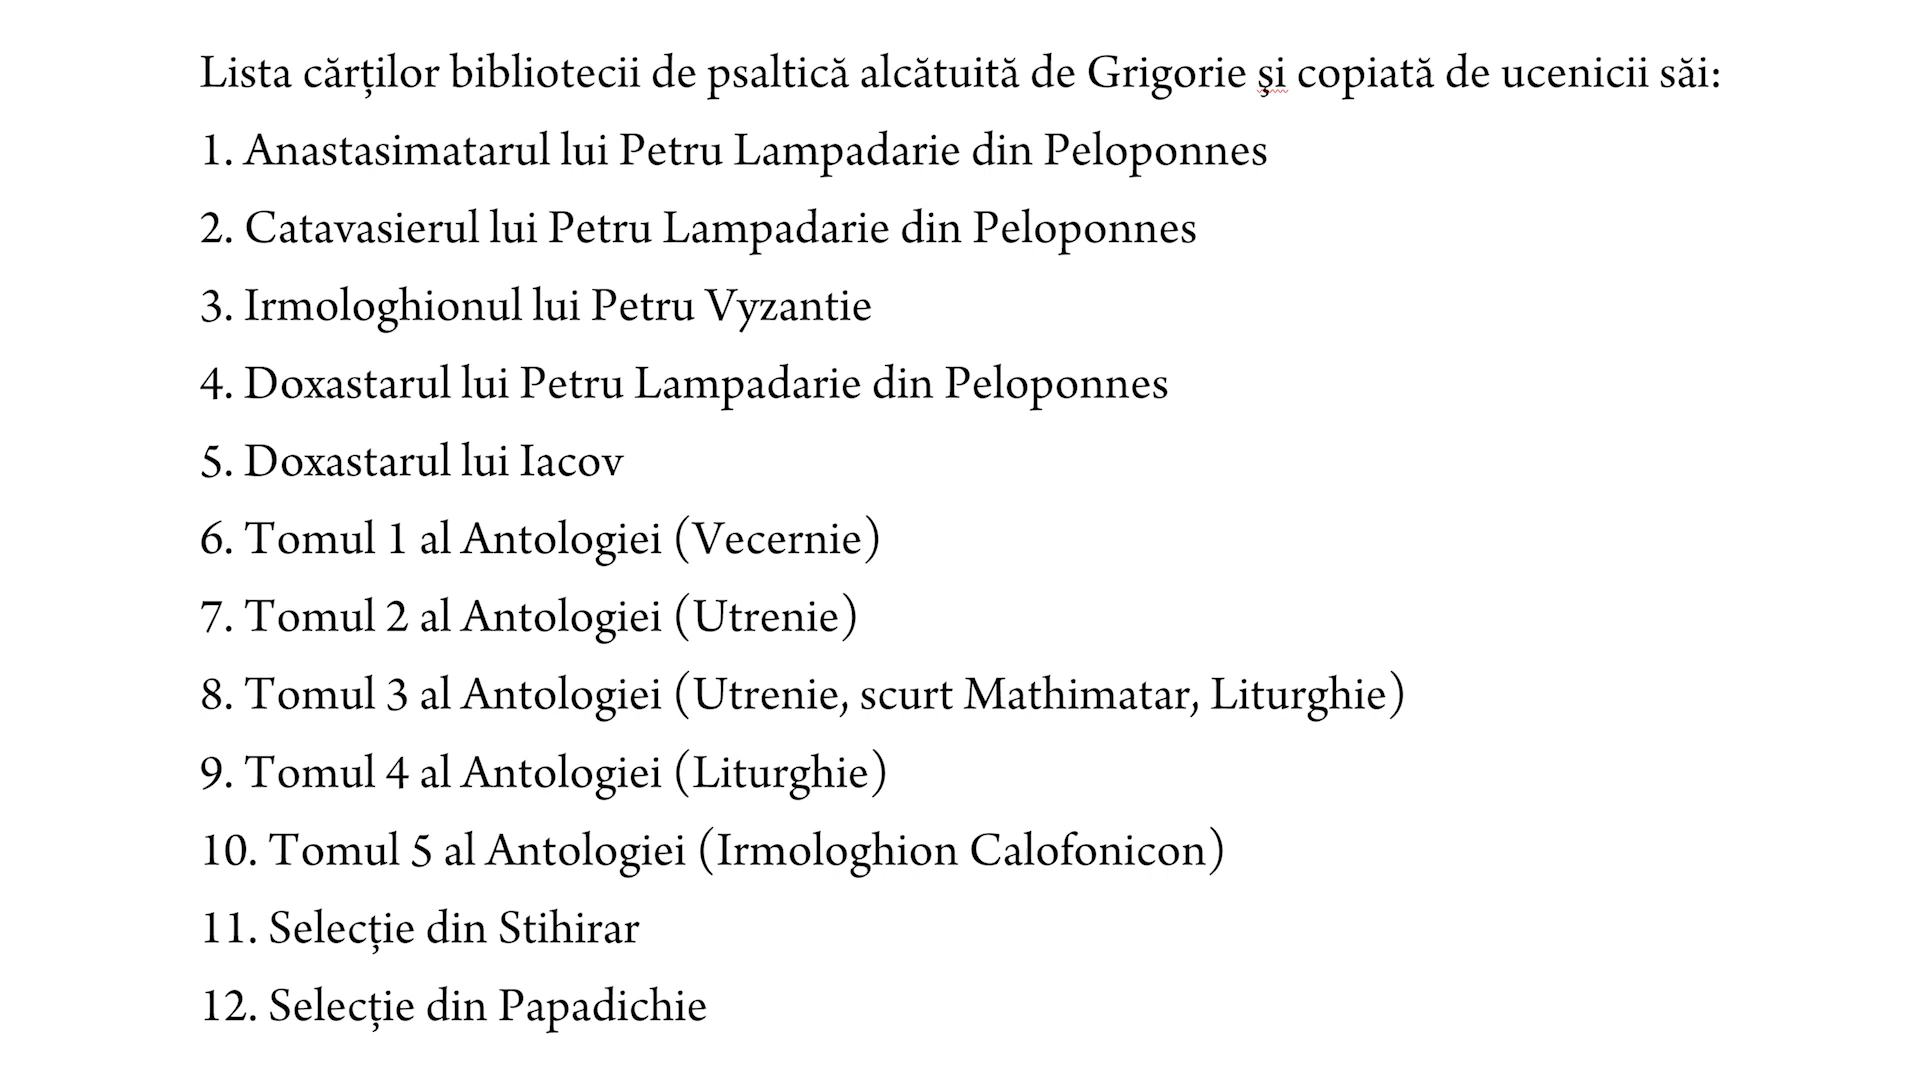 Lista cărților bibliotecii de psaltică alcătuită de Grigorie şi copiată de ucenicii săi:
1. Anastasimatarul lui Petru Lampadarie din Peloponnes
2. Catavasierul lui Petru Lampadarie din Peloponnes
3. Irmologhionul lui Petru Vyzantie
4. Doxastarul lui Petru Lampadarie din Peloponnes
5. Doxastarul lui Iacov
6. Tomul 1 al Antologiei (Vecernie)
7. Tomul 2 al Antologiei (Utrenie)
8. Tomul 3 al Antologiei (Utrenie, scurt Mathimatar, Liturghie)
9. Tomul 4 al Antologiei (Liturghie)
10. Tomul 5 al Antologiei (Irmologhion Calofonicon)
11. Selecție din Stihirar
12. Selecție din Papadichie